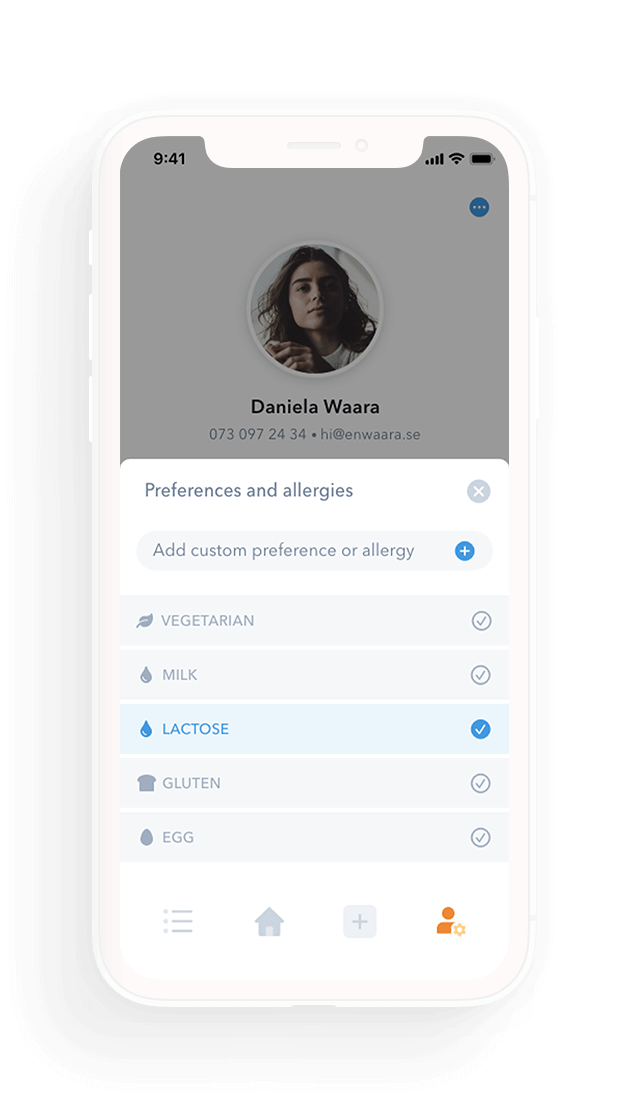 9:41
Daniela Waara
073 097 24 34 • hi@enwaara.se
Preferences and allergies
Add custom preference or allergy
VEGETARIAN
MILK
LACTOSE
GLUTEN
EGG